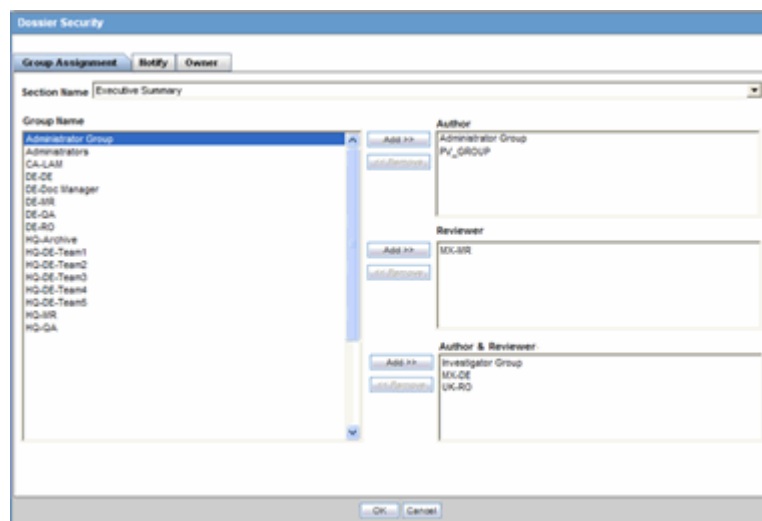 Dossier Security
Group Assignment Notify Owner
Section Name Executive Summary
Group Name
Administrator Group
Administrators
CA-LAM
DE-DE
DE-Doc Manager
DE-MR
DE-QA
DE-RO
HQ-Archive
HQ-DE-Team1
HQ-DE-Team2
HQ-DE-Team3
HQ-DE-Team4
HQ-DE-Team5
HQ-MR
HQ-QA
Add >>
<< Remove
Author
Administrator Group
PV_GROUP
Add >>
<< Remove
Reviewer
MX-MR
Add >>
<< Remove
Author & Reviewer
Investigator Group
MX-DE
UK-RO
OK Cancel